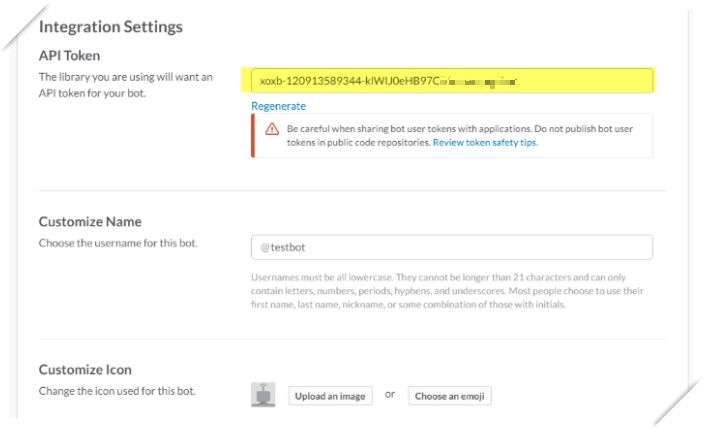 Integration Settings
API Token
The library you are using will want an
API token for your bot.
Regenerate
Be careful when sharing bot user tokens with applications. Do not publish bot user
tokens in public code repositories. Review token safety tips.
Customize Name
Choose the username for this bot.
@testbot
Usernames must be all lowercase. They cannot be longer than 21 characters and can only
contain letters, numbers, periods, hyphens, and underscores. Most people choose to use their
first name, last name, nickname, or some combination of those with initials.
Customize Icon
Change the icon used for this bot.
Upload an image
or
Choose an emoji